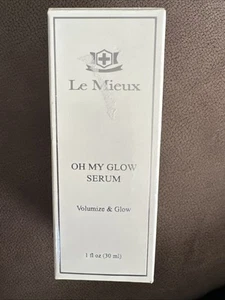 Le Mieux
OH MY GLOW
SERUM
Volumize & Glow
1 fl oz (30 ml)